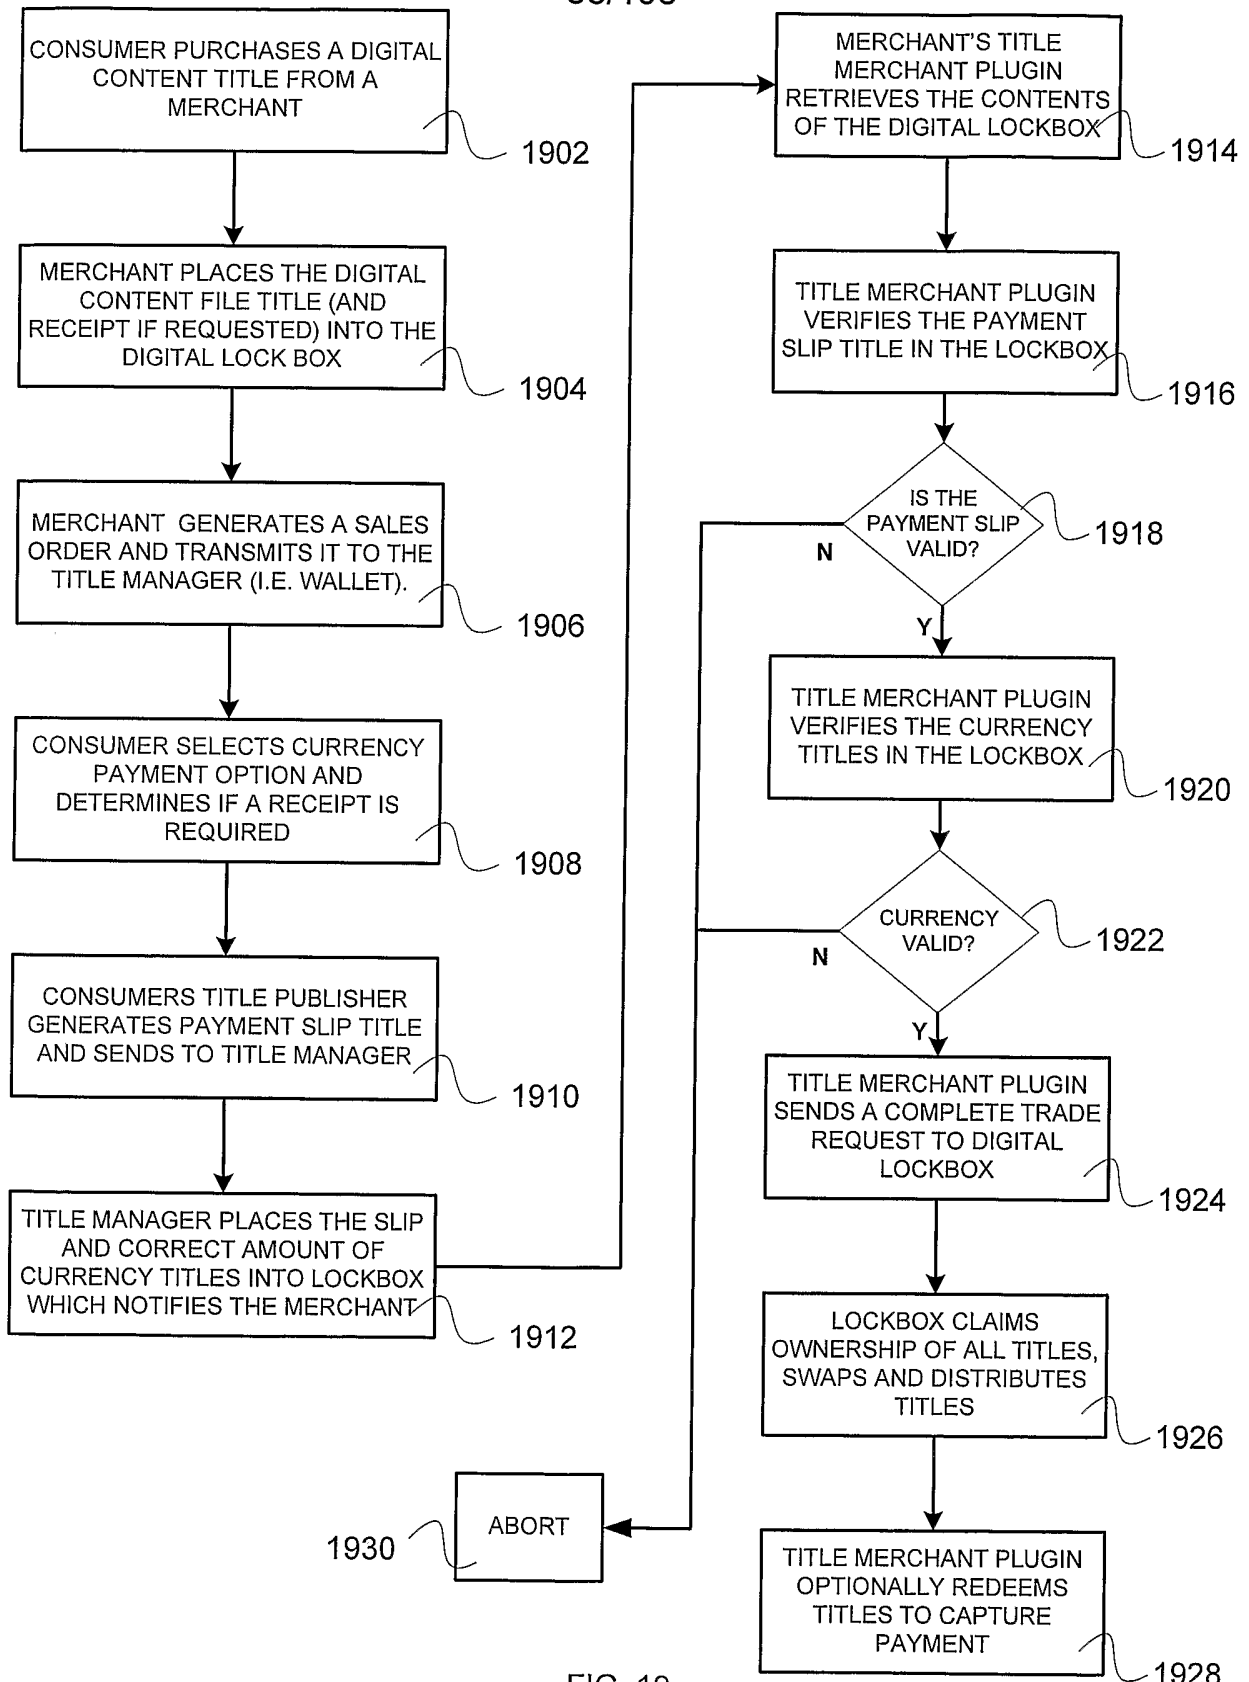 CONSUMER PURCHASES A DIGITAL
CONTENT TITLE FROM A
MERCHANT
1902
MERCHANT PLACES THE DIGITAL
CONTENT FILE TITLE (AND
RECEIPT IF REQUESTED) INTO THE
DIGITAL LOCK BOX
1904
MERCHANT GENERATES A SALES
ORDER AND TRANSMITS IT TO THE
TITLE MANAGER (I.E. WALLET).
1906
CONSUMER SELECTS CURRENCY
PAYMENT OPTION AND
DETERMINES IF A RECEIPT IS
REQUIRED
1908
CONSUMERS TITLE PUBLISHER
GENERATES PAYMENT SLIP TITLE
AND SENDS TO TITLE MANAGER
1910
TITLE MANAGER PLACES THE SLIP
AND CORRECT AMOUNT OF
CURRENCY TITLES INTO LOCKBOX
WHICH NOTIFIES THE MERCHANT
1912
MERCHANT'S TITLE
MERCHANT PLUGIN
RETRIEVES THE CONTENTS
OF THE DIGITAL LOCKBOX
1914
TITLE MERCHANT PLUGIN
VERIFIES THE PAYMENT
SLIP TITLE IN THE LOCKBOX
1916
IS THE
PAYMENT SLIP
VALID?
1918
N
Y
TITLE MERCHANT PLUGIN
VERIFIES THE CURRENCY
TITLES IN THE LOCKBOX
1920
CURRENCY
VALID?
1922
N
Y
TITLE MERCHANT PLUGIN
SENDS A COMPLETE TRADE
REQUEST TO DIGITAL
LOCKBOX
1924
LOCKBOX CLAIMS
OWNERSHIP OF ALL TITLES,
SWAPS AND DISTRIBUTES
TITLES
1926
ABORT
1930
TITLE MERCHANT PLUGIN
OPTIONALLY REDEEMS
TITLES TO CAPTURE
PAYMENT
1928